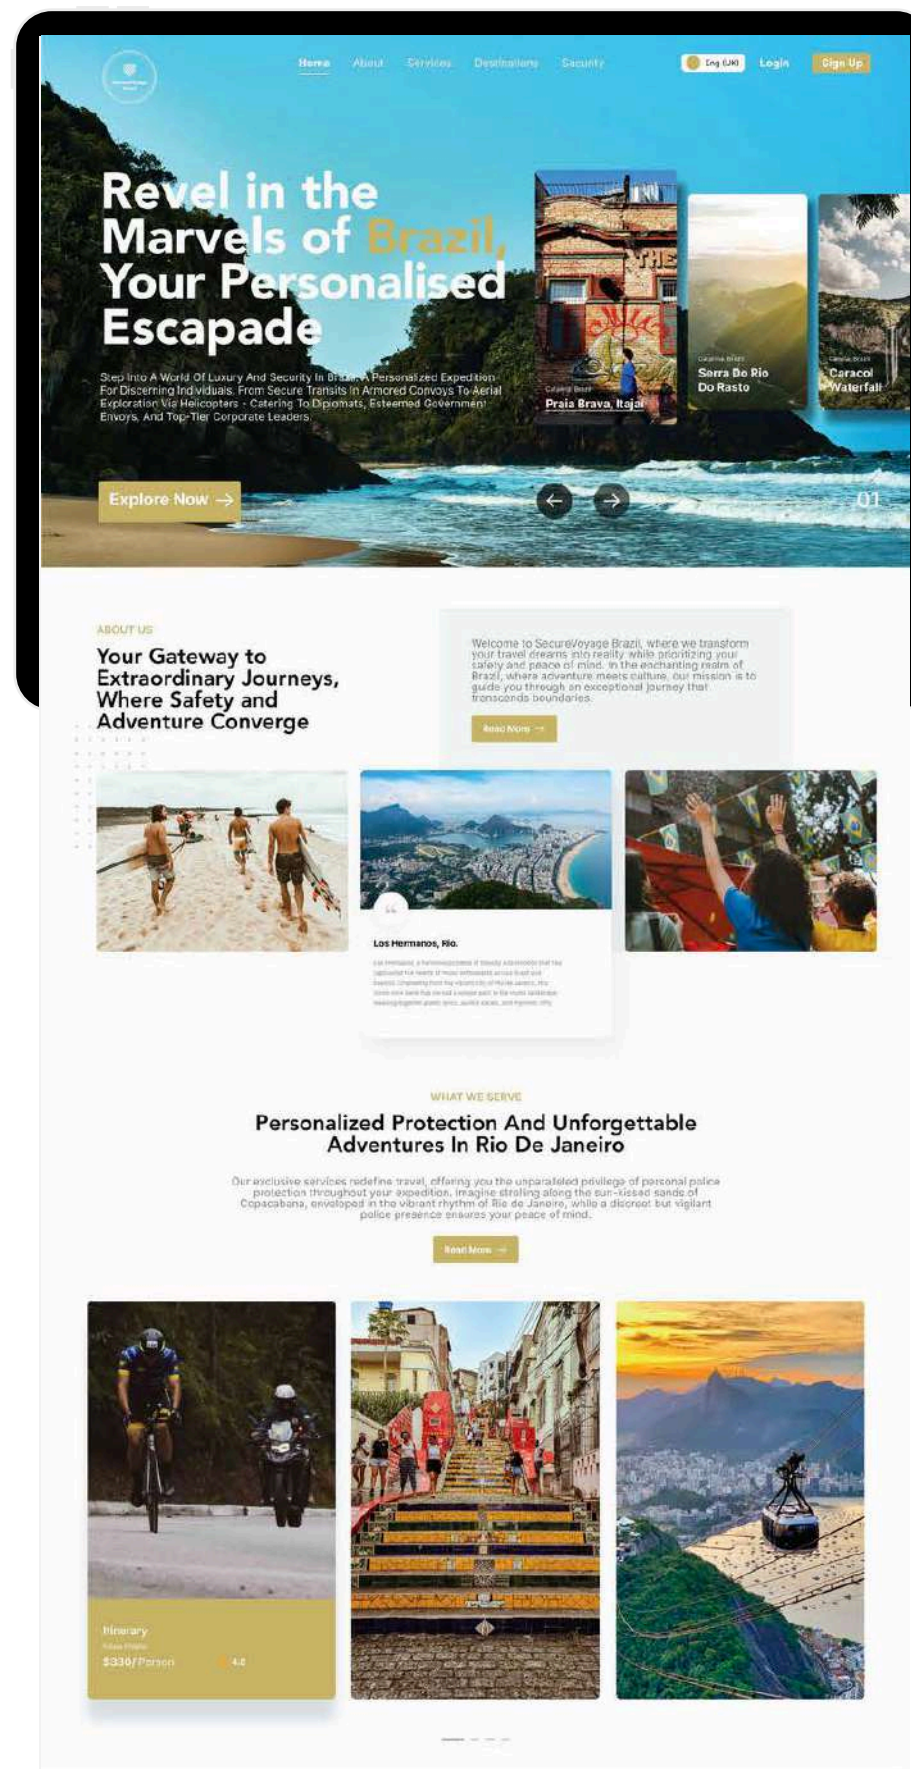 Home About Services Destinations Security
Eng (UK) Login Sign Up
Revel in the
Marvels of Brazil,
Your Personalised
Escapade
Step Into A World Of Luxury And Security In Brazil. A Personalized Expedition
For Discerning Individuals. From Secure Transits In Armored Convoys To Aerial
Exploration Via Helicopters - Catering To Diplomats, Esteemed Government
Envoys, And Top-Tier Corporate Leaders.
Explore Now →
THE
Praia Brava, Itajaí
Serra Do Rio
Do Rasto
Caracol
Waterfall
01
ABOUT US
Your Gateway to
Extraordinary Journeys,
Where Safety and
Adventure Converge
Welcome to SecureVoyage Brazil, where we transform
your travel dreams into reality while prioritizing your
safety and peace of mind. In the enchanting realm of
Brazil, where adventure meets culture, our mission is to
guide you through an exceptional journey that
transcends boundaries.
Read More →
Los Hermanos, Rio.
WHAT WE SERVE
Personalized Protection And Unforgettable
Adventures In Rio De Janeiro
Our exclusive services redefine travel, offering you the unparalleled privilege of personal police
protection throughout your expedition. Imagine strolling along the sun-kissed sands of
Copacabana, enveloped in the vibrant rhythm of Rio de Janeiro, while a discreet but vigilant
police presence ensures your peace of mind.
Read More →
Itinerary
$330/Person 4.8